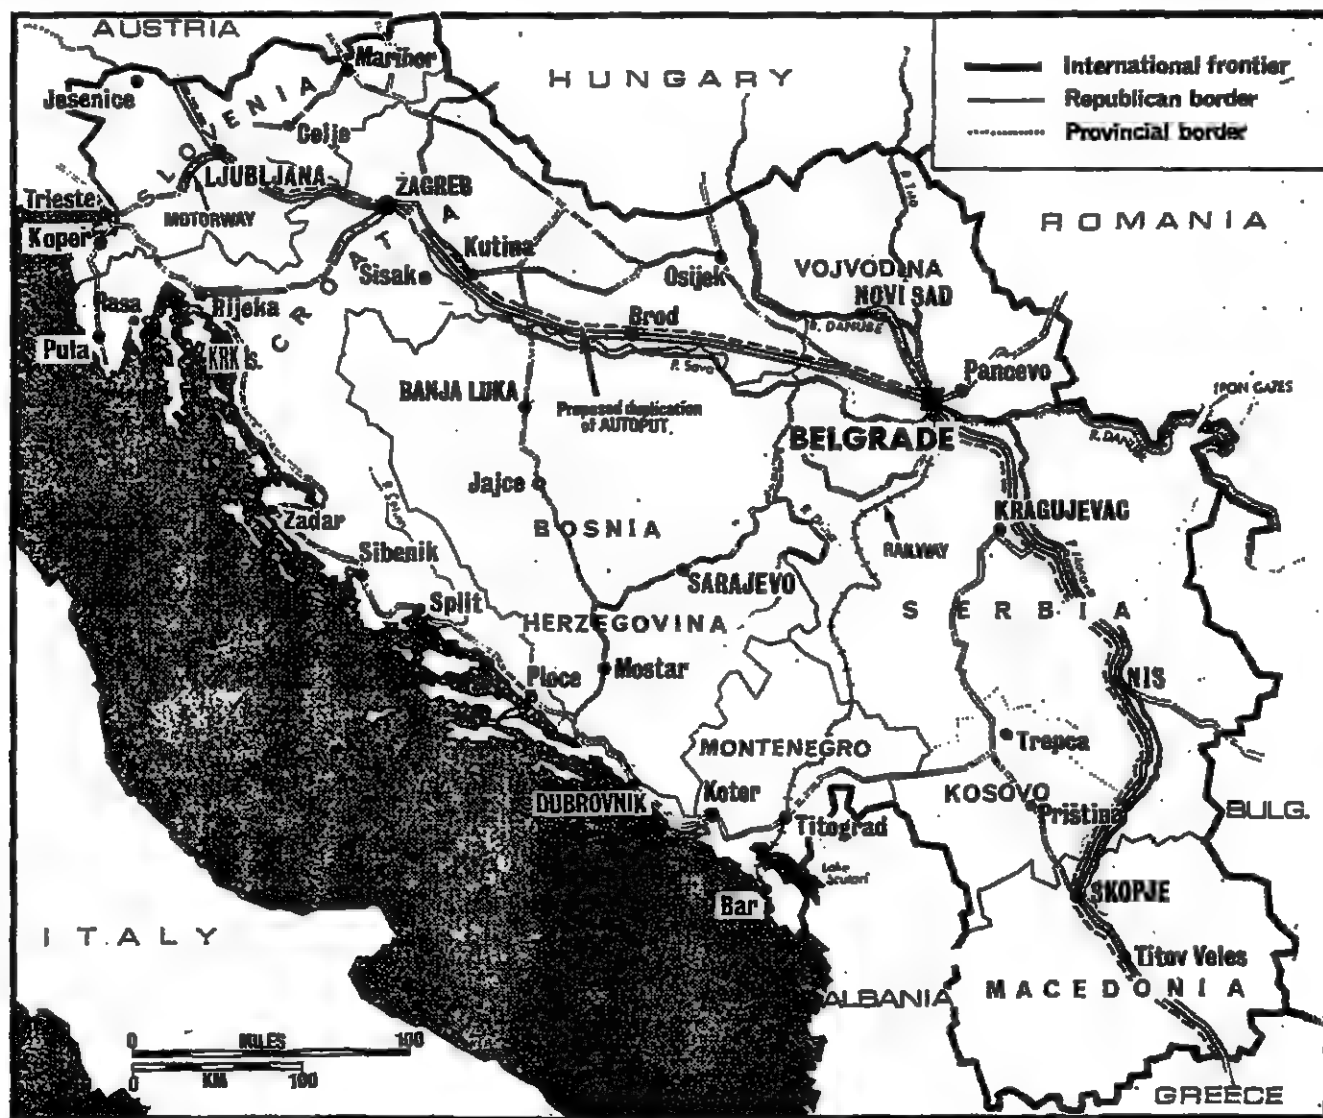 AUSTRIA
HUNGARY
International frontier
Republican border
Provincial border
Maribor
Jesenice
SLOVENIA
Celje
LJUBLJANA
ZAGREB
Trieste
MOTORWAY
Koper
CROATIA
Kutina
Sisak
Osijek
R. Tisa
ROMANIA
VOJVODINA
NOVI SAD
Rasa
Rijeka
Brod
R. DANUBE
Pula
KRK Is.
R. Sava
Pancevo
IRON GATES
BANJA LUKA
Proposed duplication
of AUTOPUT
BELGRADE
Jajce
KRAGUJEVAC
Zadar
BOSNIA
R. Drina
RAILWAY
Sibenik
SARAJEVO
SERBIA
Split
HERZEGOVINA
Ploce
Mostar
NIS
MONTENEGRO
Trepca
DUBROVNIK
Kotor
KOSOVO
Pristina
BULG.
Titograd
Lake
Scutari
SKOPJE
Bar
ITALY
Titov Veles
ALBANIA
MACEDONIA
0 MILES 100
0 KM 100
GREECE